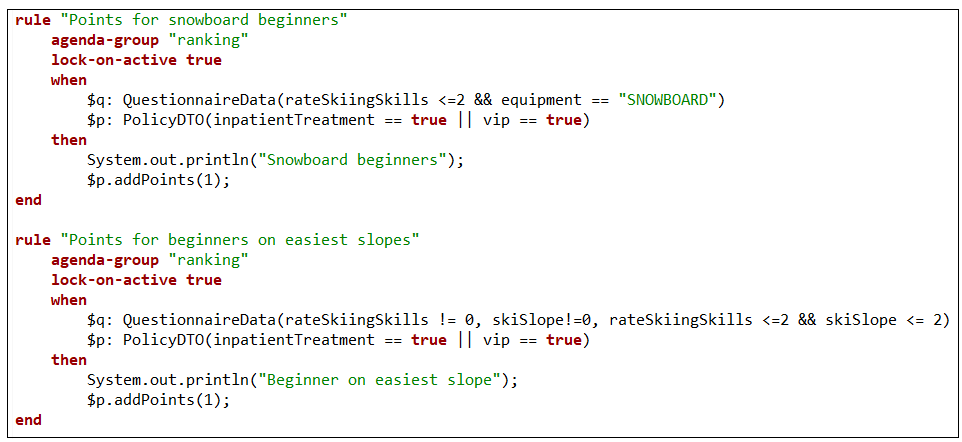 rule "Points for snowboard beginners"
    agenda-group "ranking"
    lock-on-active true
    when
        $q: QuestionnaireData(rateSkiingSkills <=2 && equipment == "SNOWBOARD")
        $p: PolicyDTO(inpatientTreatment == true || vip == true)
    then
        System.out.println("Snowboard beginners");
        $p.addPoints(1);
end

rule "Points for beginners on easiest slopes"
    agenda-group "ranking"
    lock-on-active true
    when
        $q: QuestionnaireData(rateSkiingSkills != 0, skiSlope!=0, rateSkiingSkills <=2 && skiSlope <= 2)
        $p: PolicyDTO(inpatientTreatment == true || vip == true)
    then
        System.out.println("Beginner on easiest slope");
        $p.addPoints(1);
end